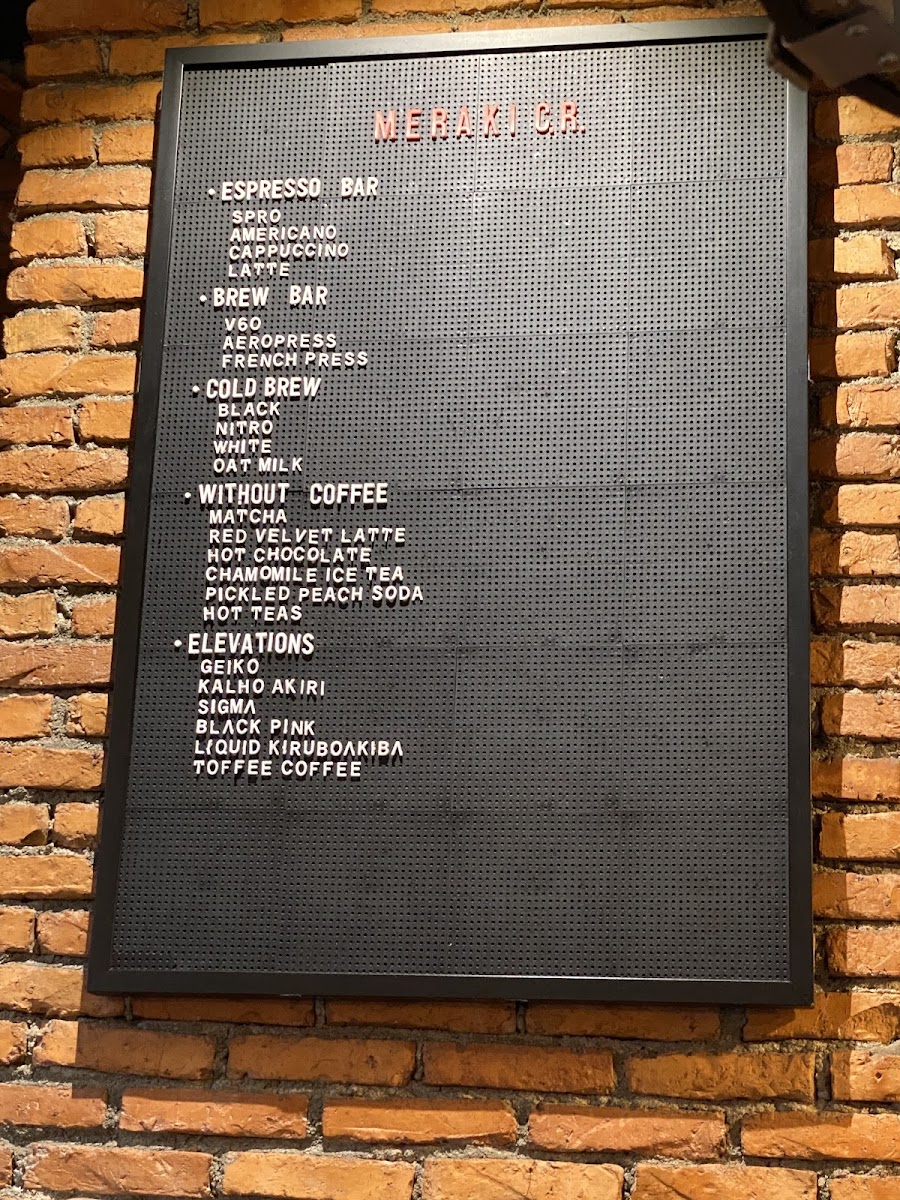 MERAKI C.R.
• ESPRESSO BAR
SPRO
AMERICANO
CAPPUCCINO
LATTE
• BREW BAR
V60
AEROPRESS
FRENCH PRESS
• COLD BREW
BLACK
NITRO
WHITE
OAT MILK
• WITHOUT COFFEE
MATCHA
RED VELVET LATTE
HOT CHOCOLATE
CHAMOMILE ICE TEA
PICKLED PEACH SODA
HOT TEAS
• ELEVATIONS
GEIKO
KALHO AKIRI
SIGMA
BLACK PINK
LIQUID KIRUBOAKIBA
TOFFEE COFFEE